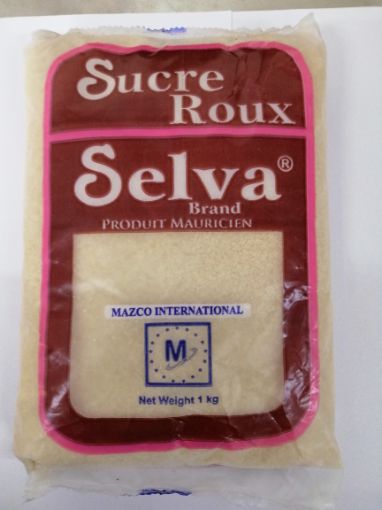 Sucre
Roux
Selva®
Brand
PRODUIT MAURICIEN
MAZCO INTERNATIONAL
M
Net Weight 1 kg